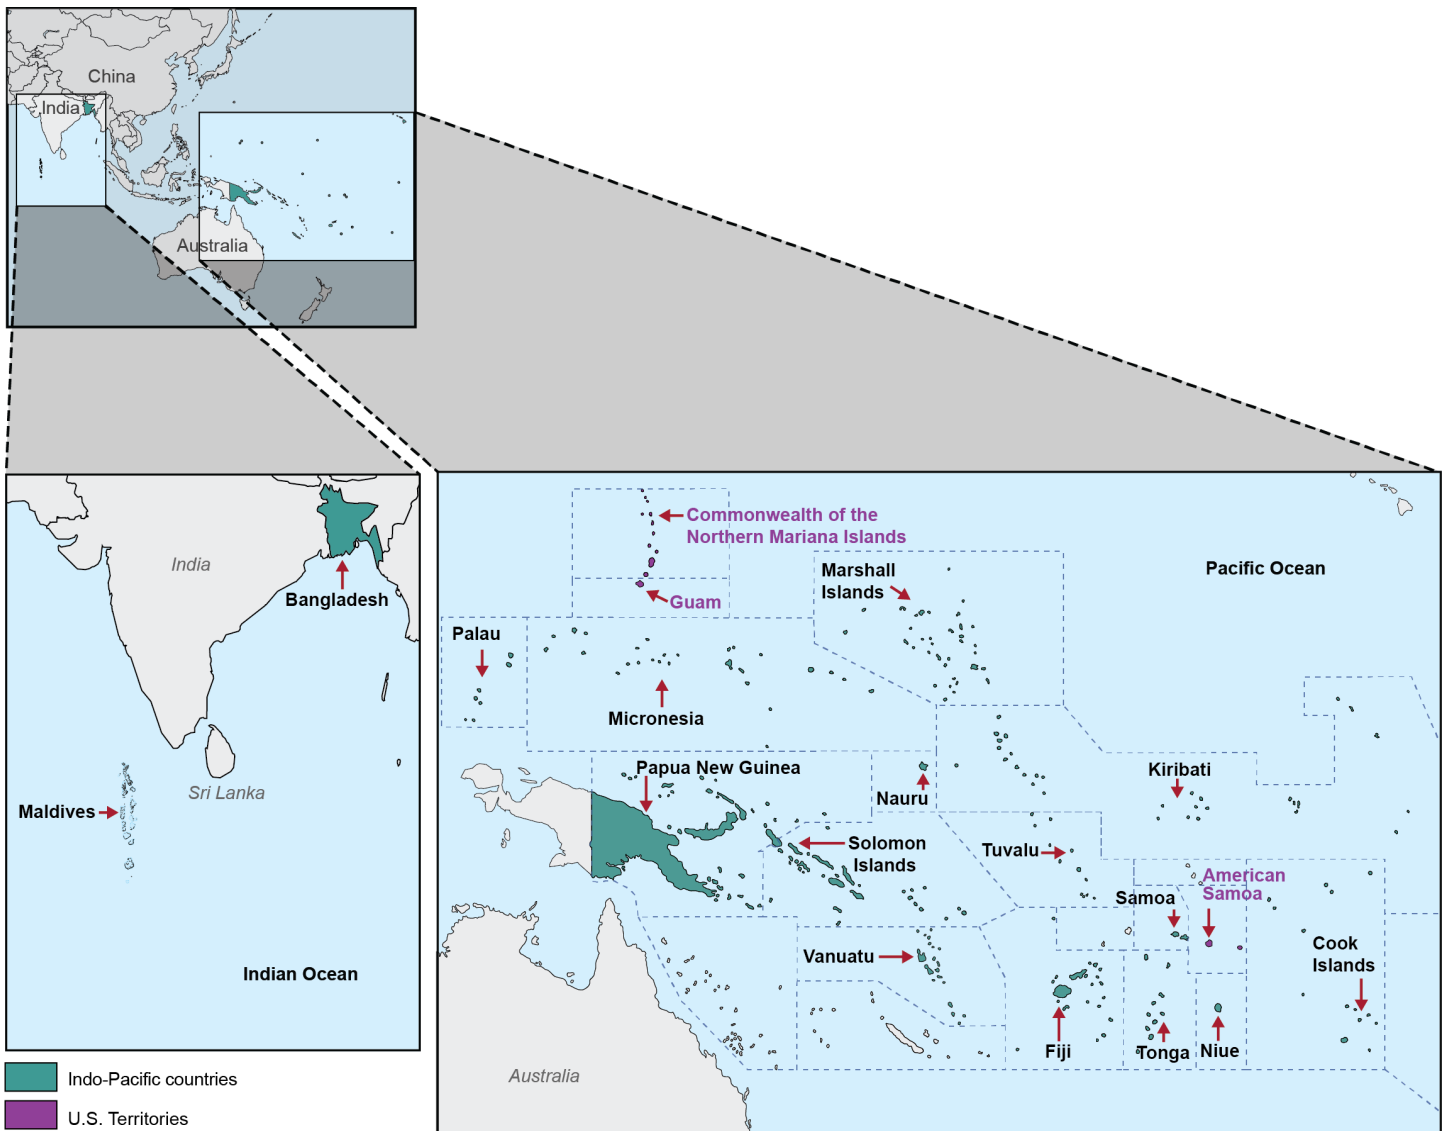 China
India
Australia
India
Bangladesh
Maldives
Sri Lanka
Indian Ocean
Commonwealth of the
Northern Mariana Islands
Guam
Marshall
Islands
Pacific Ocean
Palau
Micronesia
Papua New Guinea
Nauru
Kiribati
Solomon
Islands
Tuvalu
American
Samoa
Samoa
Vanuatu
Cook
Islands
Fiji
Tonga
Niue
Australia
Indo-Pacific countries
U.S. Territories